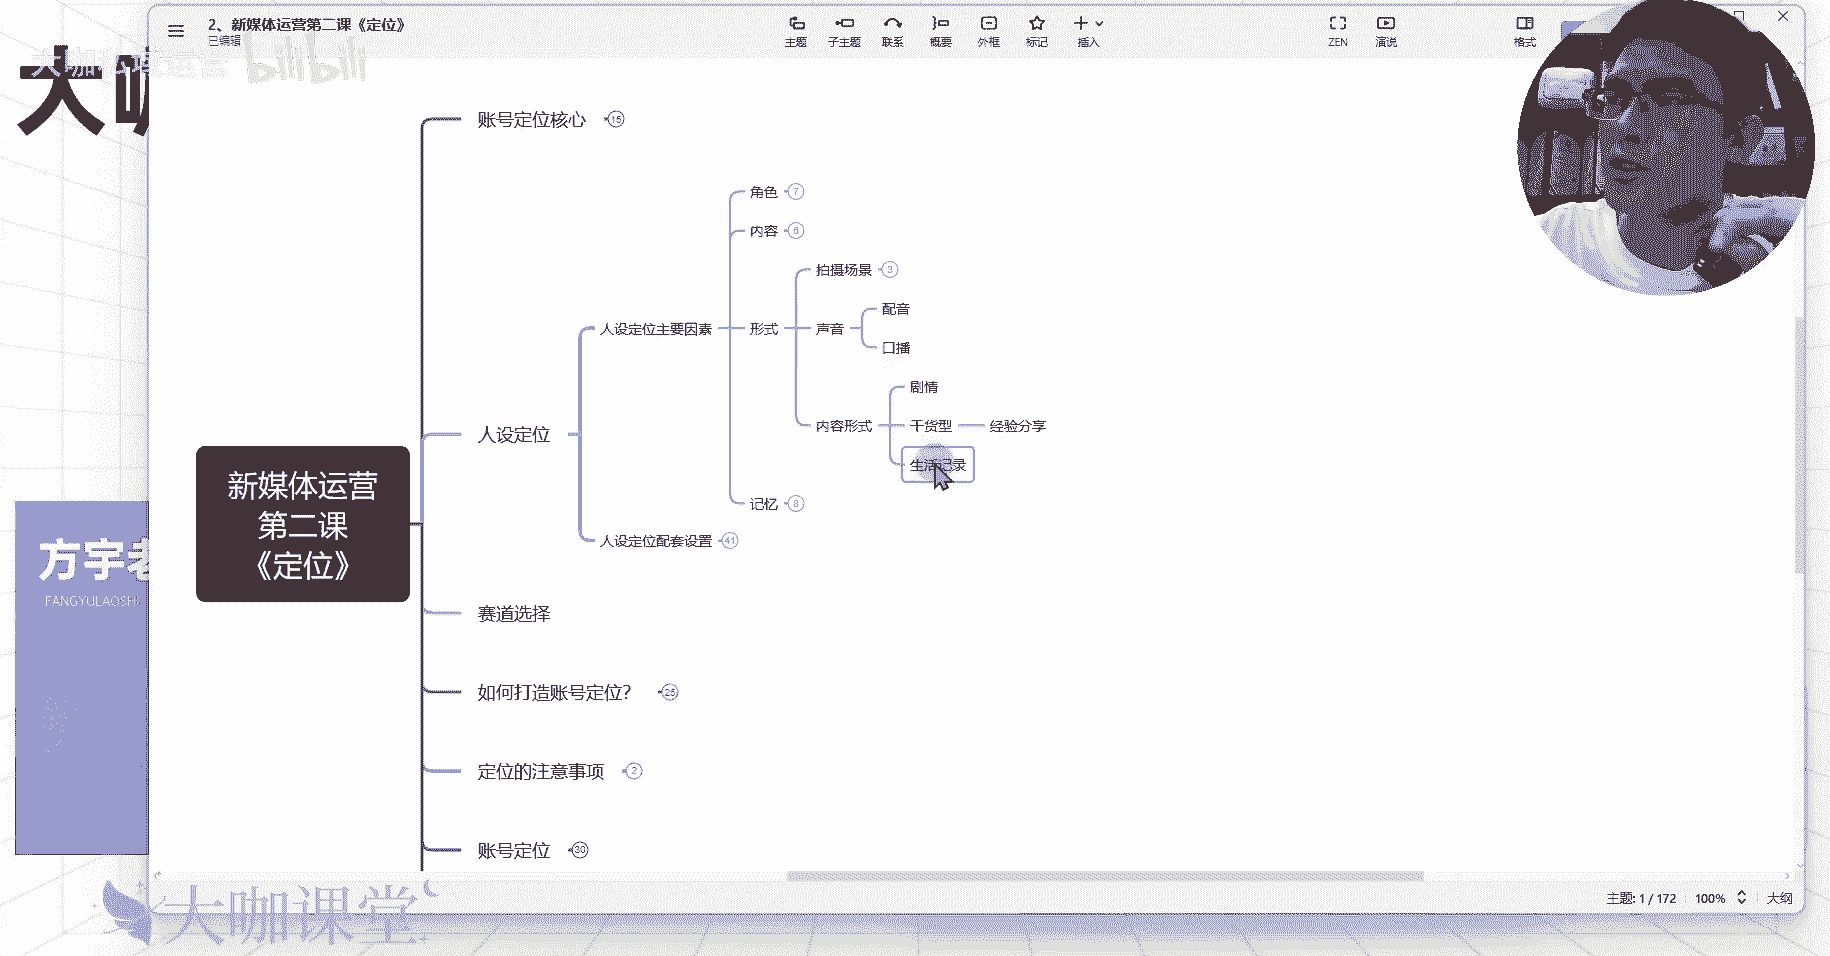 2、新媒体运营第二课《定位》
已编辑
主题
子主题
联系
概要
外框
标记
插入
ZEN
演说
格式
bilibili
账号定位核心 15
角色 7
内容 6
拍摄场景 3
配音
人设定位主要因素
形式
声音
口播
剧情
内容形式
干货型
经验分享
人设定位
生活记录
新媒体运营
第二课
《定位》
记忆 8
人设定位配套设置 41
方宇
FANGYULAOSHI
赛道选择
如何打造账号定位？ 26
定位的注意事项 2
账号定位 30
大咖课堂
主题: 1 / 172
100%
大纲